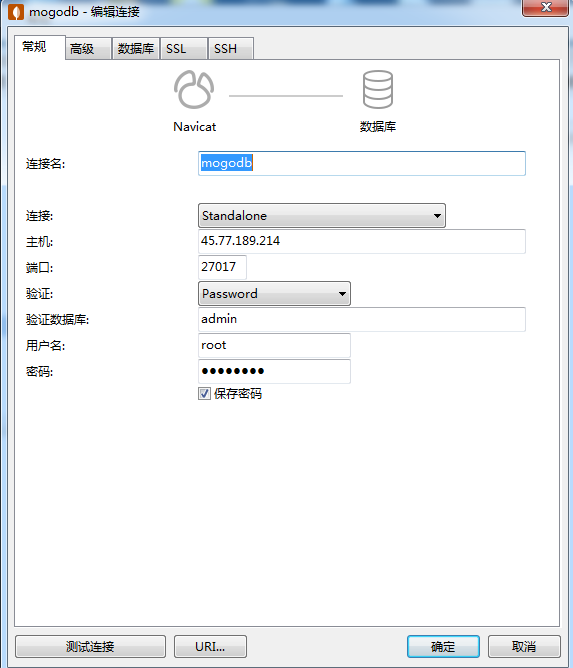 mogodb - 编辑连接
常规 高级 数据库 SSL SSH
Navicat 数据库
连接名: mogodb
连接: Standalone
主机: 45.77.189.214
端口: 27017
验证: Password
验证数据库: admin
用户名: root
密码: ●●●●●●●●
保存密码
测试连接 URI... 确定 取消